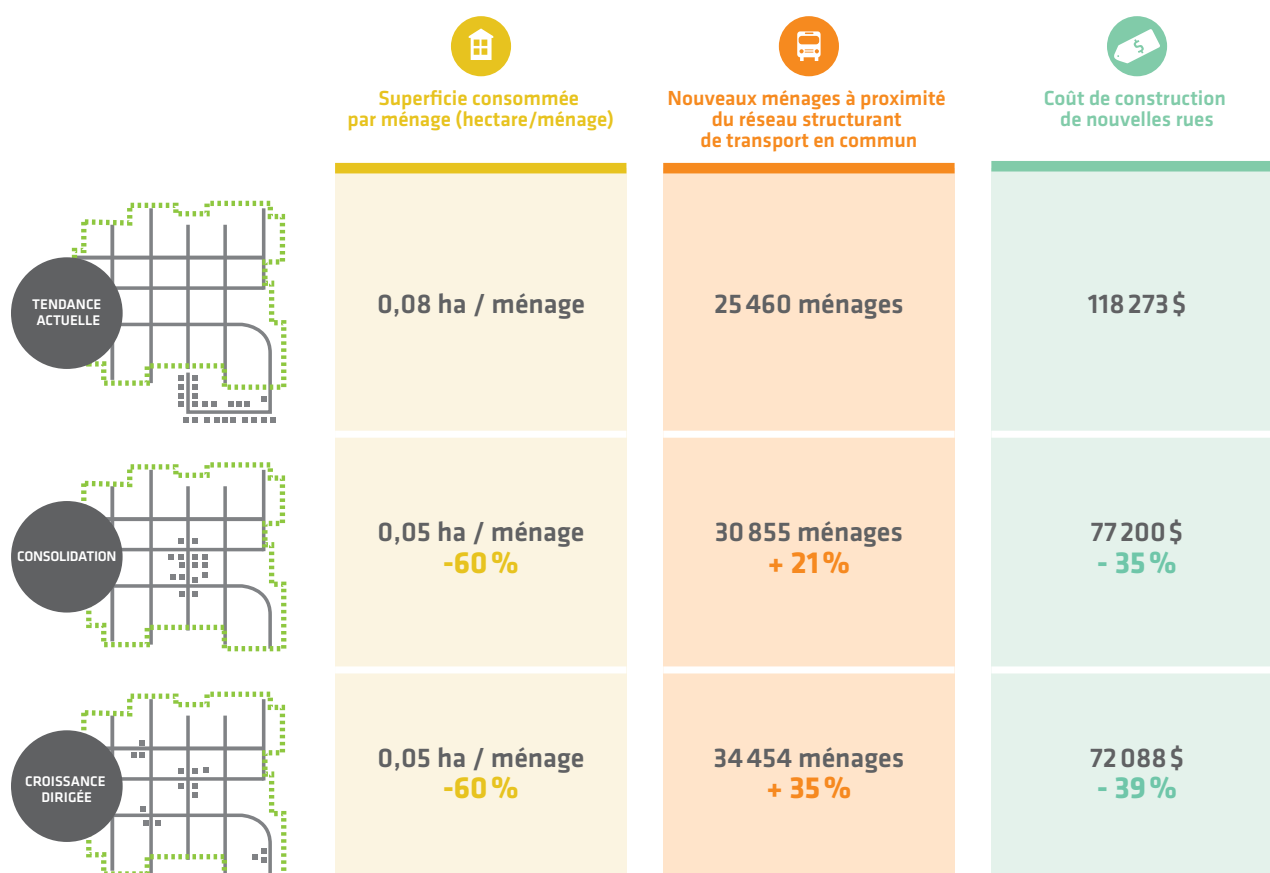 Superficie consommée
par ménage (hectare/ménage)
Nouveaux ménages à proximité
du réseau structurant
de transport en commun
$
Coût de construction
de nouvelles rues
TENDANCE
ACTUELLE
0,08 ha / ménage
25 460 ménages
118 273 $
CONSOLIDATION
0,05 ha / ménage
-60 %
30 855 ménages
+ 21 %
77 200 $
- 35 %
CROISSANCE
DIRIGÉE
0,05 ha / ménage
-60 %
34 454 ménages
+ 35 %
72 088 $
- 39 %